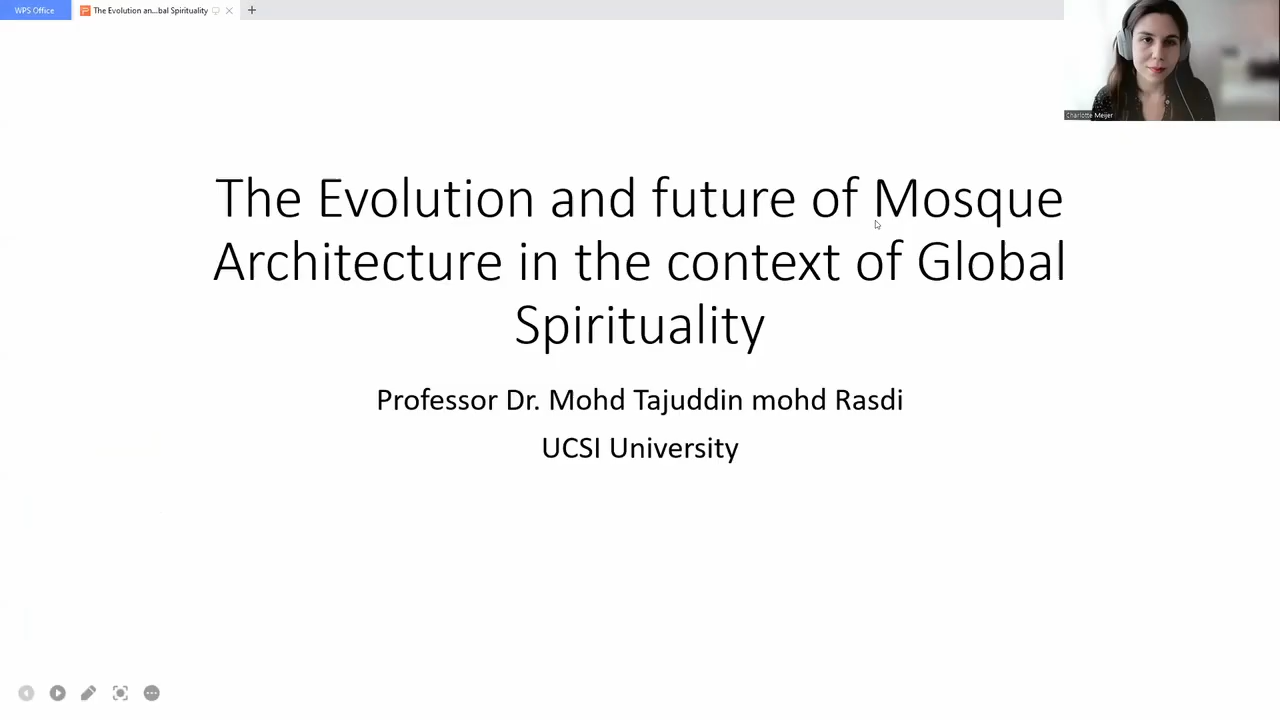 WPS Office
The Evolution an...bal Spirituality
Charlotte Meijer
The Evolution and future of Mosque
Architecture in the context of Global
Spirituality
Professor Dr. Mohd Tajuddin mohd Rasdi
UCSI University